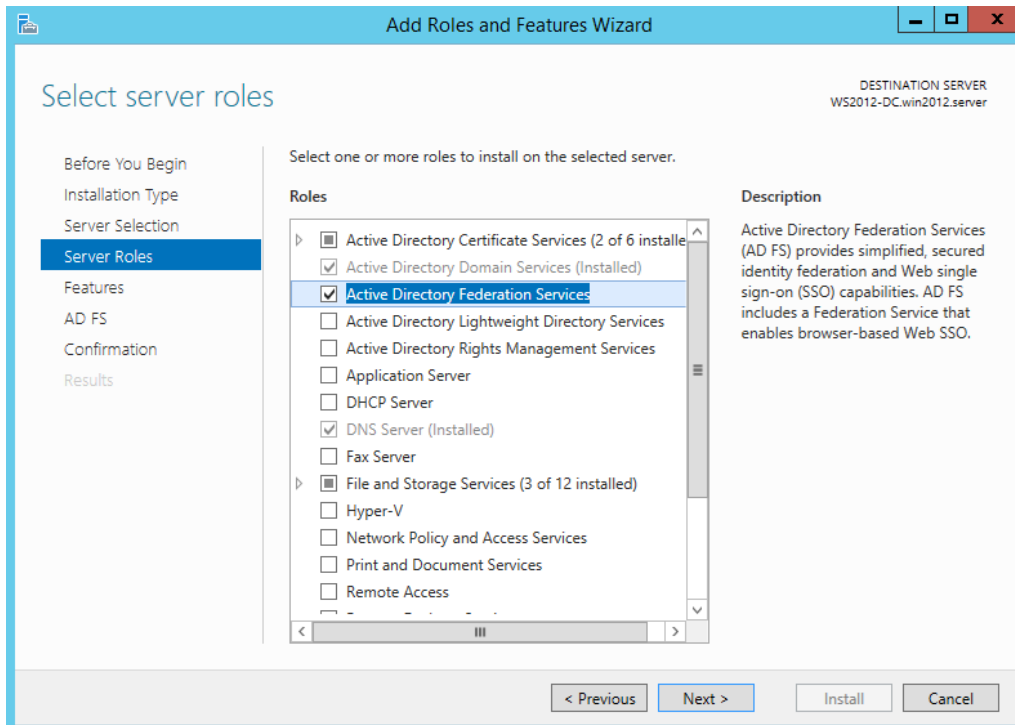 Add Roles and Features Wizard
Select server roles
DESTINATION SERVER
WS2012-DC.win2012.server
Before You Begin
Installation Type
Server Selection
Server Roles
Features
AD FS
Confirmation
Results
Select one or more roles to install on the selected server.
Roles
Active Directory Certificate Services (2 of 6 installe
Active Directory Domain Services (Installed)
Active Directory Federation Services
Active Directory Lightweight Directory Services
Active Directory Rights Management Services
Application Server
DHCP Server
DNS Server (Installed)
Fax Server
File and Storage Services (3 of 12 installed)
Hyper-V
Network Policy and Access Services
Print and Document Services
Remote Access
Description
Active Directory Federation Services
(AD FS) provides simplified, secured
identity federation and Web single
sign-on (SSO) capabilities. AD FS
includes a Federation Service that
enables browser-based Web SSO.
< Previous
Next >
Install
Cancel